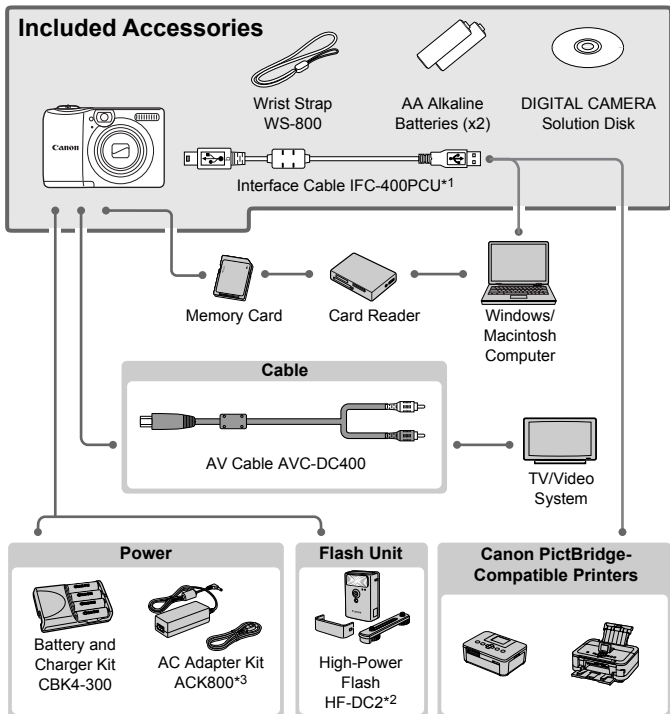 Included Accessories
Wrist Strap
WS-800
AA Alkaline
Batteries (x2)
DIGITAL CAMERA
Solution Disk
Canon
Interface Cable IFC-400PCU*1
Memory Card
Card Reader
Windows/
Macintosh
Computer
Cable
AV Cable AVC-DC400
TV/Video
System
Power
Battery and
Charger Kit
CBK4-300
AC Adapter Kit
ACK800*3
Flash Unit
High-Power
Flash
HF-DC2*2
Canon PictBridge-
Compatible Printers